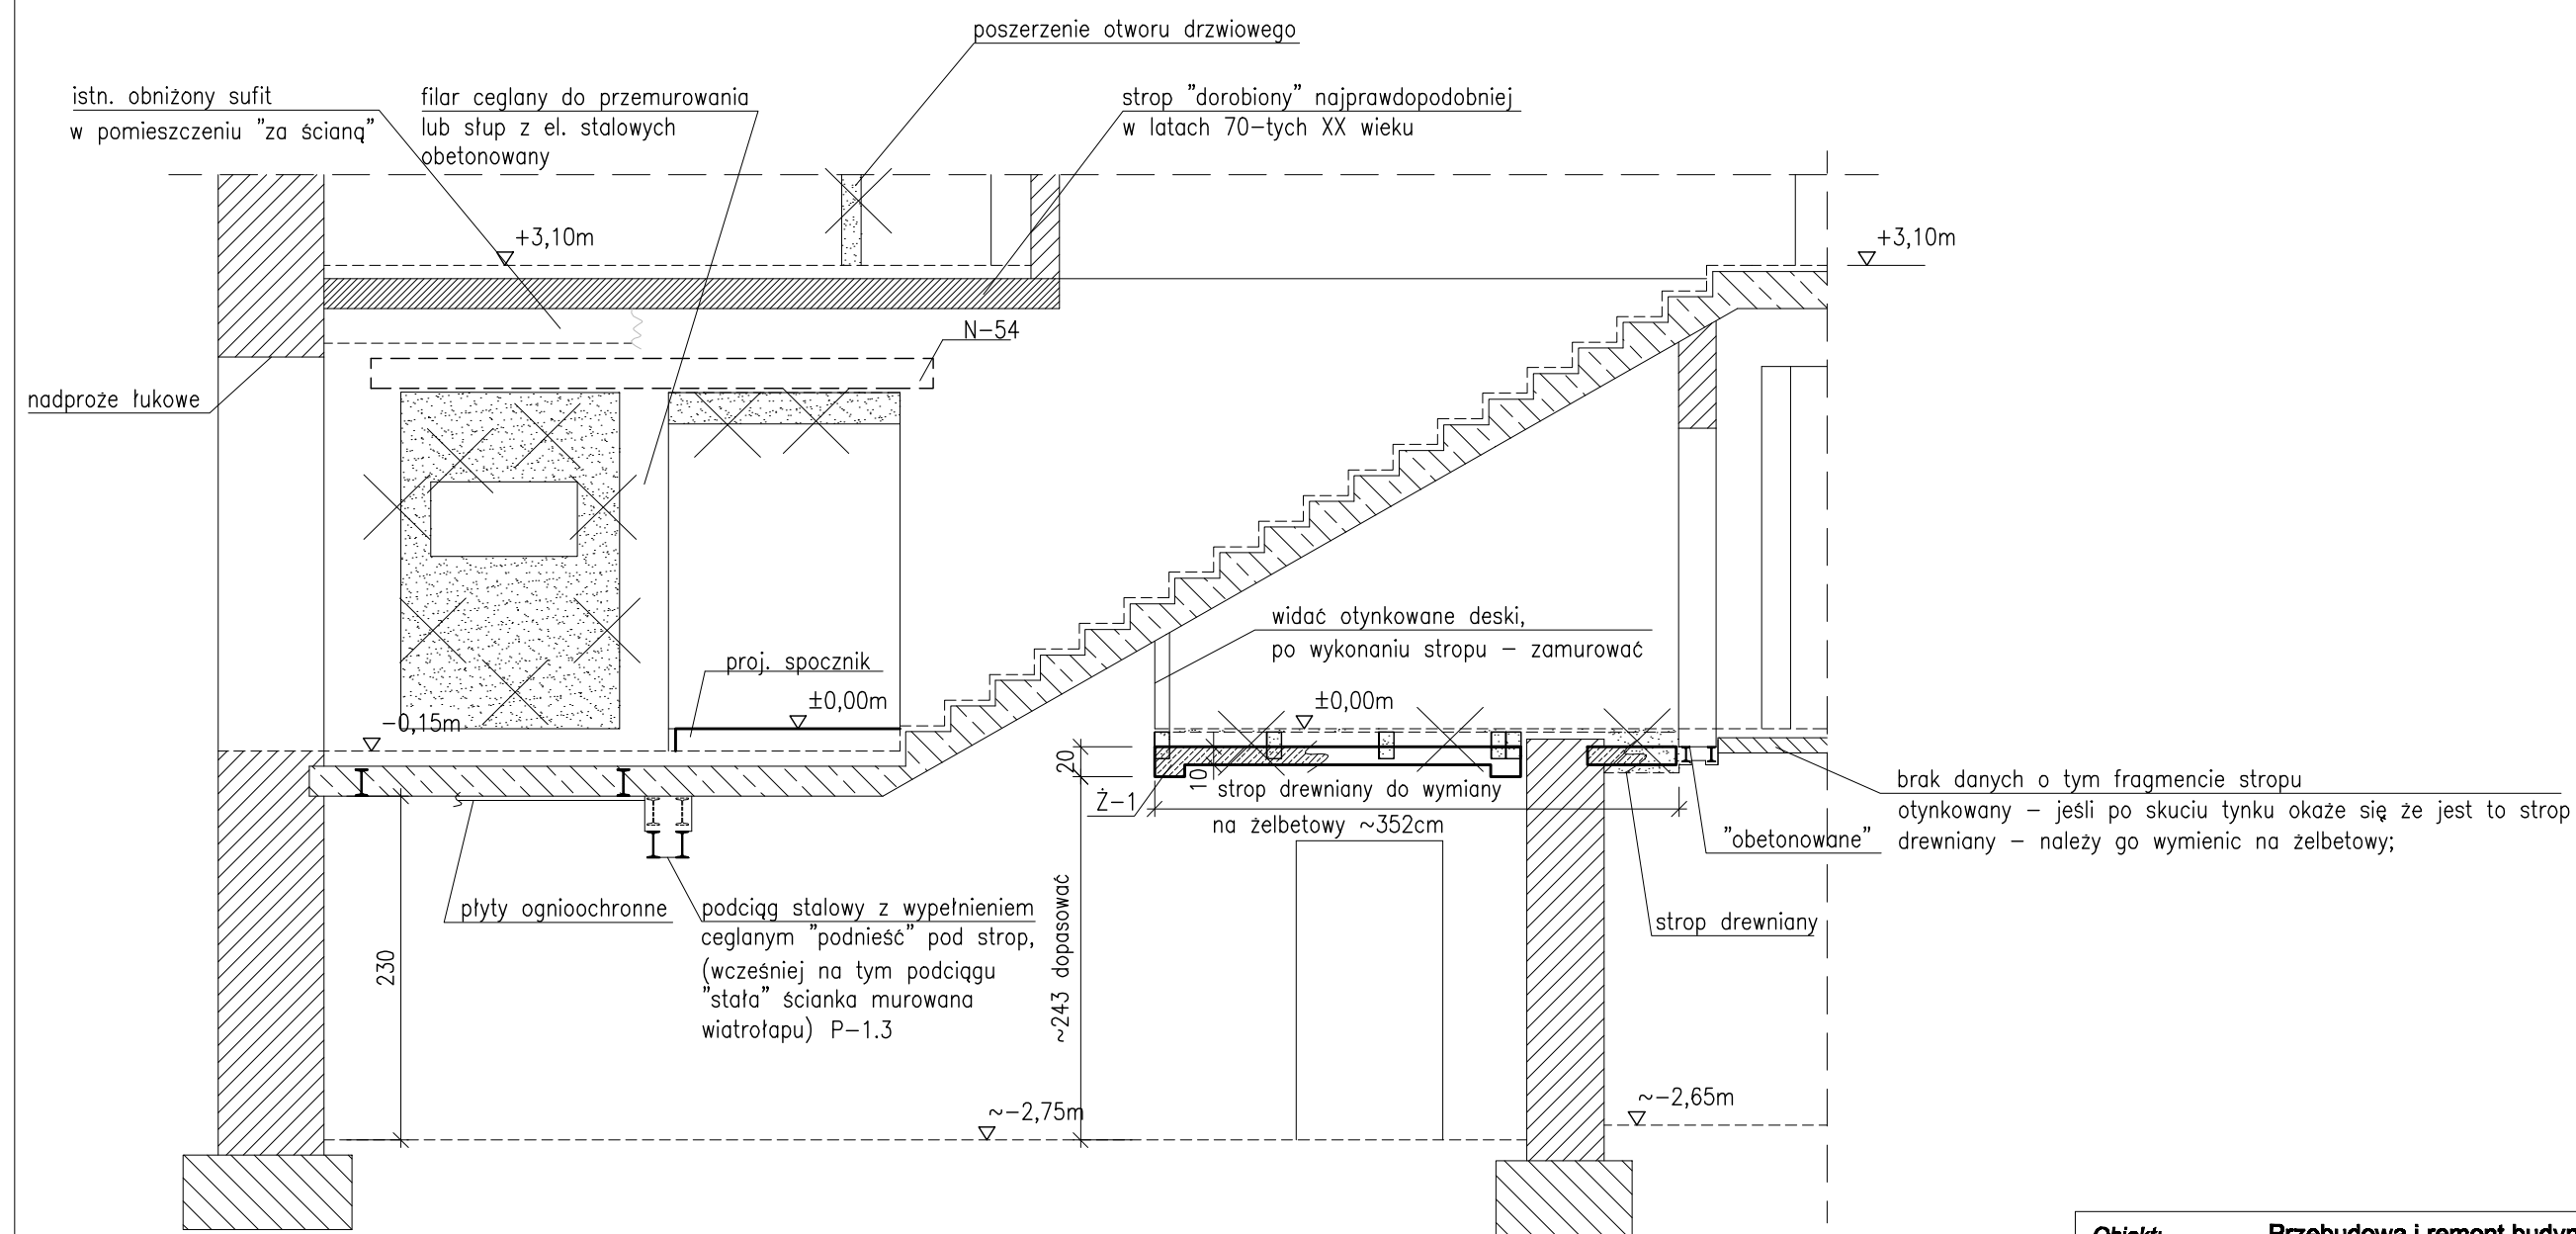 poszerzenie otworu drzwiowego
istn. obniżony sufit
w pomieszczeniu "za ścianą"
filar ceglany do przemurowania
lub słup z el. stalowych
obetonowany
strop "dorobiony" najprawdopodobniej
w latach 70-tych XX wieku
+3,10m
+3,10m
N-54
nadproże łukowe
widać otynkowane deski,
po wykonaniu stropu - zamurować
proj. spocznik
±0,00m
±0,00m
-0,15m
20
10
Ż-1
strop drewniany do wymiany
na żelbetowy ~352cm
brak danych o tym fragmencie stropu
otynkowany - jeśli po skuciu tynku okaże się że jest to strop
drewniany - należy go wymienic na żelbetowy;
"obetonowane"
płyty ognioochronne
podciąg stalowy z wypełnieniem
ceglanym "podnieść" pod strop,
(wcześniej na tym podciągu
"stała" ścianka murowana
wiatrołapu) P-1.3
strop drewniany
230
~243 dopasować
~-2,75m
~-2,65m
Obiekt:
Przebudowa i remont